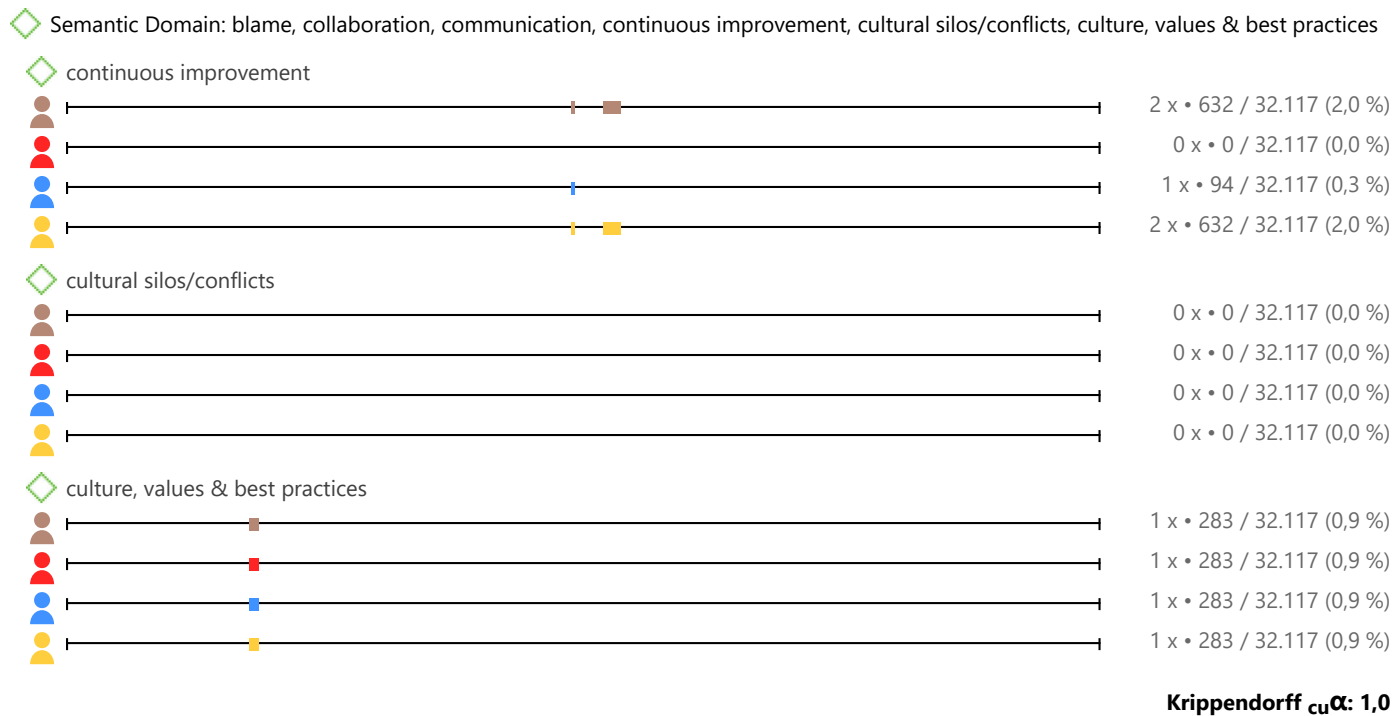 Semantic Domain: blame, collaboration, communication, continuous improvement, cultural silos/conflicts, culture, values & best practices
continuous improvement
2 x • 632 / 32.117 (2,0 %)
0 x • 0 / 32.117 (0,0 %)
1 x • 94 / 32.117 (0,3 %)
2 x • 632 / 32.117 (2,0 %)
cultural silos/conflicts
0 x • 0 / 32.117 (0,0 %)
0 x • 0 / 32.117 (0,0 %)
0 x • 0 / 32.117 (0,0 %)
0 x • 0 / 32.117 (0,0 %)
culture, values & best practices
1 x • 283 / 32.117 (0,9 %)
1 x • 283 / 32.117 (0,9 %)
1 x • 283 / 32.117 (0,9 %)
1 x • 283 / 32.117 (0,9 %)
Krippendorff cuα: 1,0